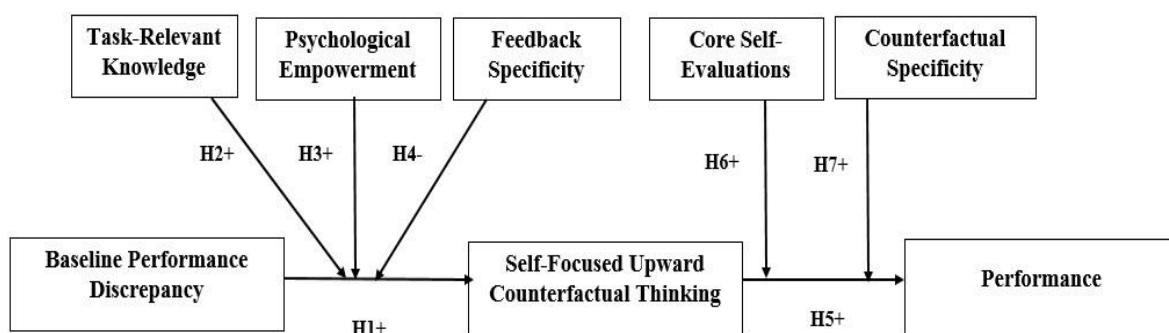 Task-Relevant
Knowledge
Psychological
Empowerment
Feedback
Specificity
Core Self-
Evaluations
Counterfactual
Specificity
H2+
H3+
H4-
H6+
H7+
Baseline Performance
Discrepancy
Self-Focused Upward
Counterfactual Thinking
Performance
H1+
H5+